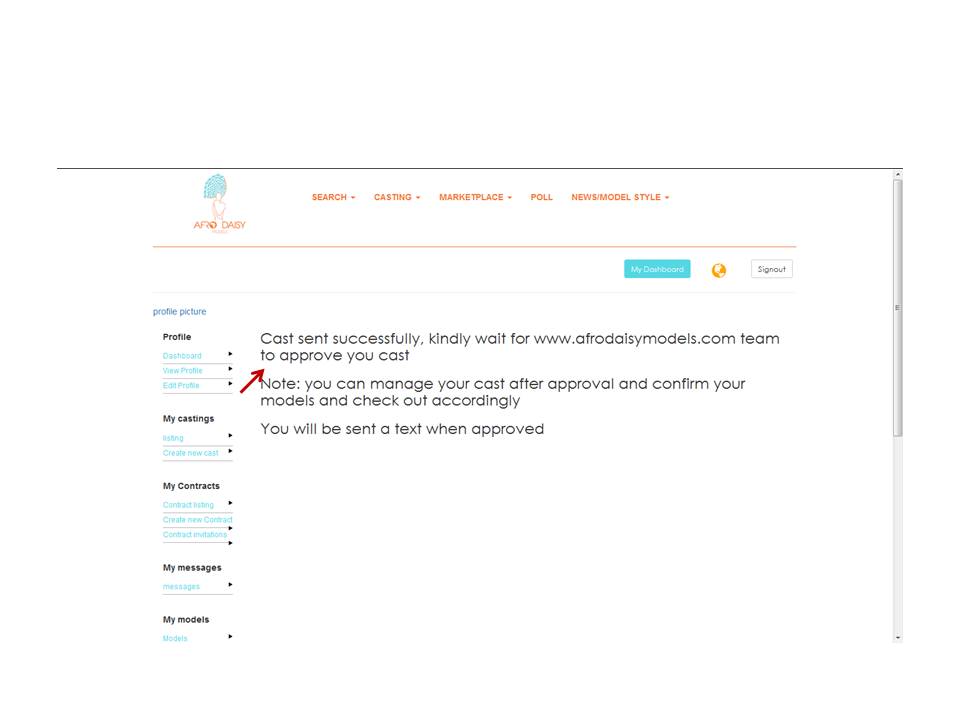 SEARCH CASTING MARKETPLACE POLL NEWS/MODEL STYLE
AFRO DAISY
My Dashboard Signout
profile picture
Profile
Dashboard
View Profile
Edit Profile
My castings
listing
Create new cast
My Contracts
Contract listing
Create new Contract
Contract invitations
My messages
messages
My models
Models
Cast sent successfully, kindly wait for www.afrodaisymodels.com team
to approve you cast
Note: you can manage your cast after approval and confirm your
models and check out accordingly
You will be sent a text when approved